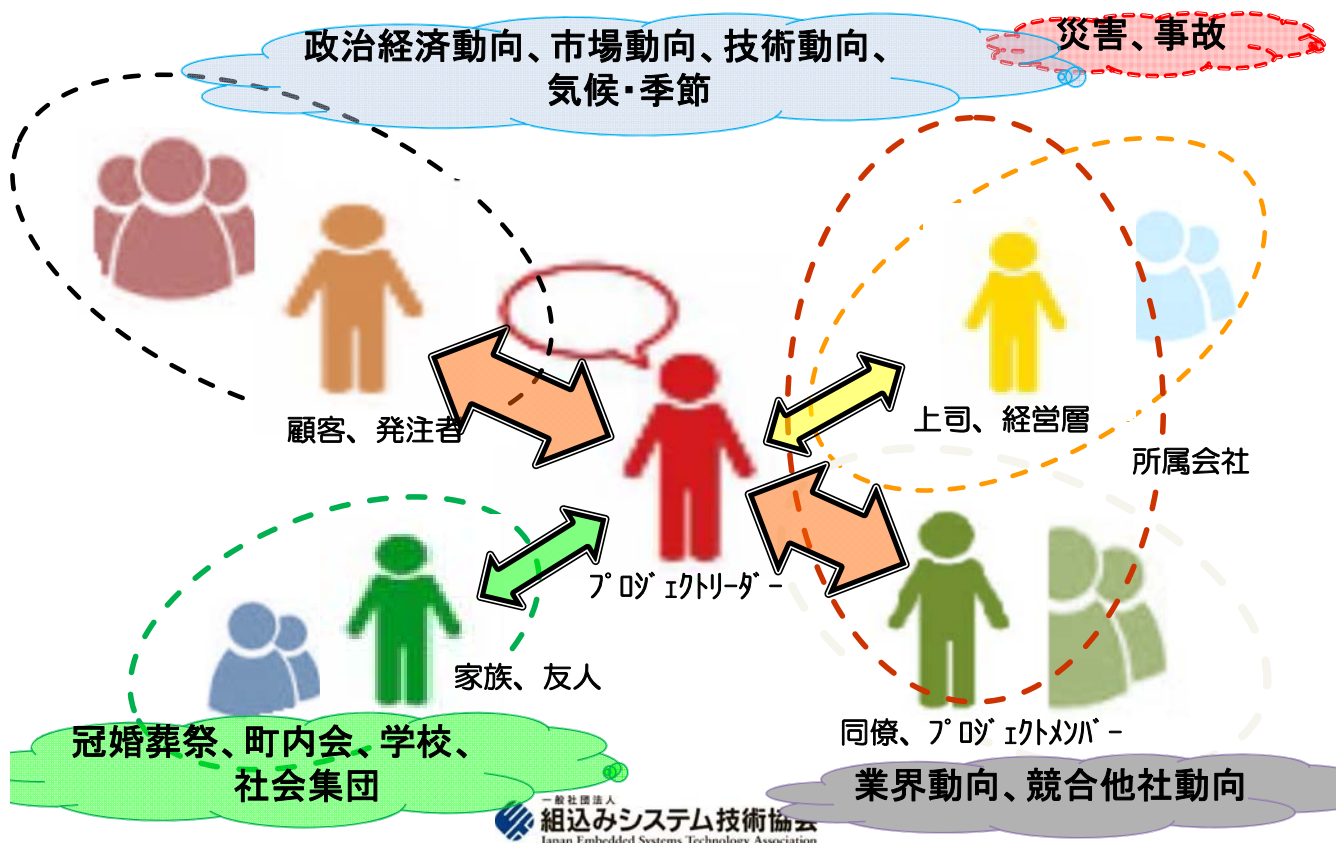 政治経済動向、市場動向、技術動向、
気候・季節
災害、事故
顧客、発注者
上司、経営層
所属会社
ﾌﾟﾛｼﾞｪｸﾄﾘｰﾀﾞｰ
家族、友人
同僚、ﾌﾟﾛｼﾞｪｸﾄﾒﾝﾊﾞｰ
冠婚葬祭、町内会、学校、
社会集団
業界動向、競合他社動向
一般社団法人
組込みシステム技術協会
Japan Embedded Systems Technology Association